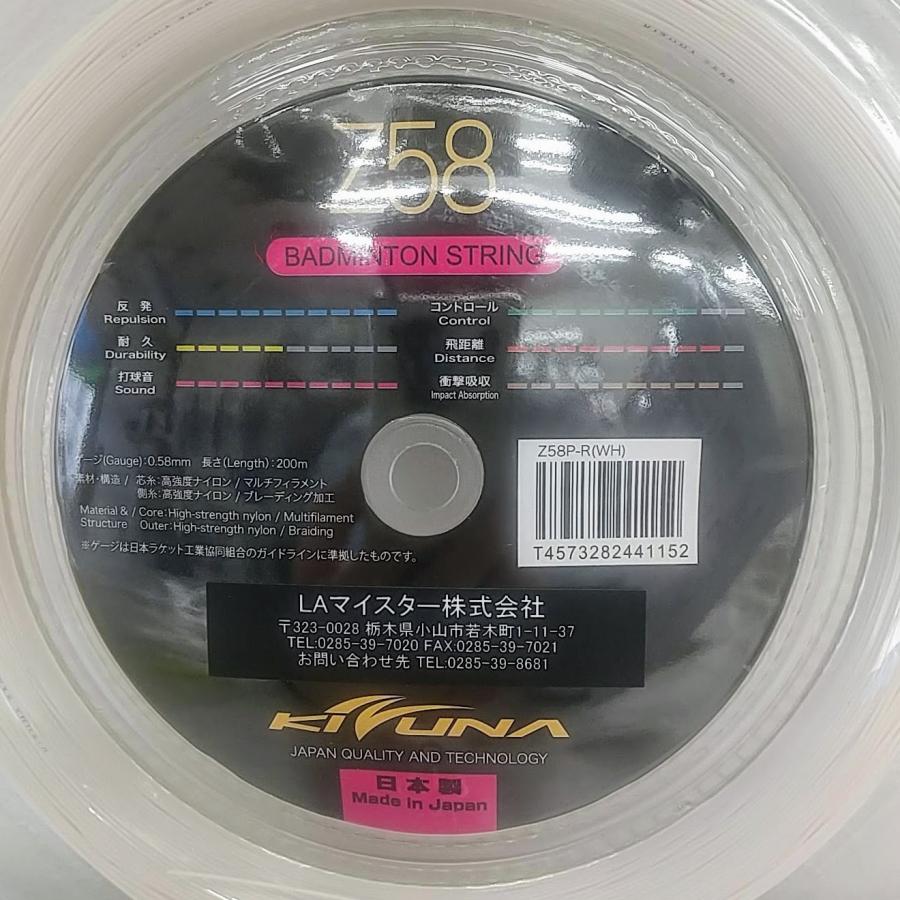 Z58
BADMINTON STRING
反発
Repulsion
耐久
Durability
打球音
Sound
コントロール
Control
飛距離
Distance
衝撃吸収
Impact Absorption
ゲージ(Gauge):0.58mm 長さ(Length):200m
素材・構造 / 芯糸:高強度ナイロン / マルチフィラメント
側糸:高強度ナイロン / ブレーディング加工
Material & / Core:High-strength nylon / Multifilament
Structure Outer:High-strength nylon / Braiding
※ゲージは日本ラケット工業協同組合のガイドラインに準拠したものです。
Z58P-R(WH)
T4573282441152
LAマイスター株式会社
〒323-0028 栃木県小山市若木町1-11-37
TEL:0285-39-7020 FAX:0285-39-7021
お問い合わせ先 TEL:0285-39-8681
KIZUNA
JAPAN QUALITY AND TECHNOLOGY
日本製
Made in Japan